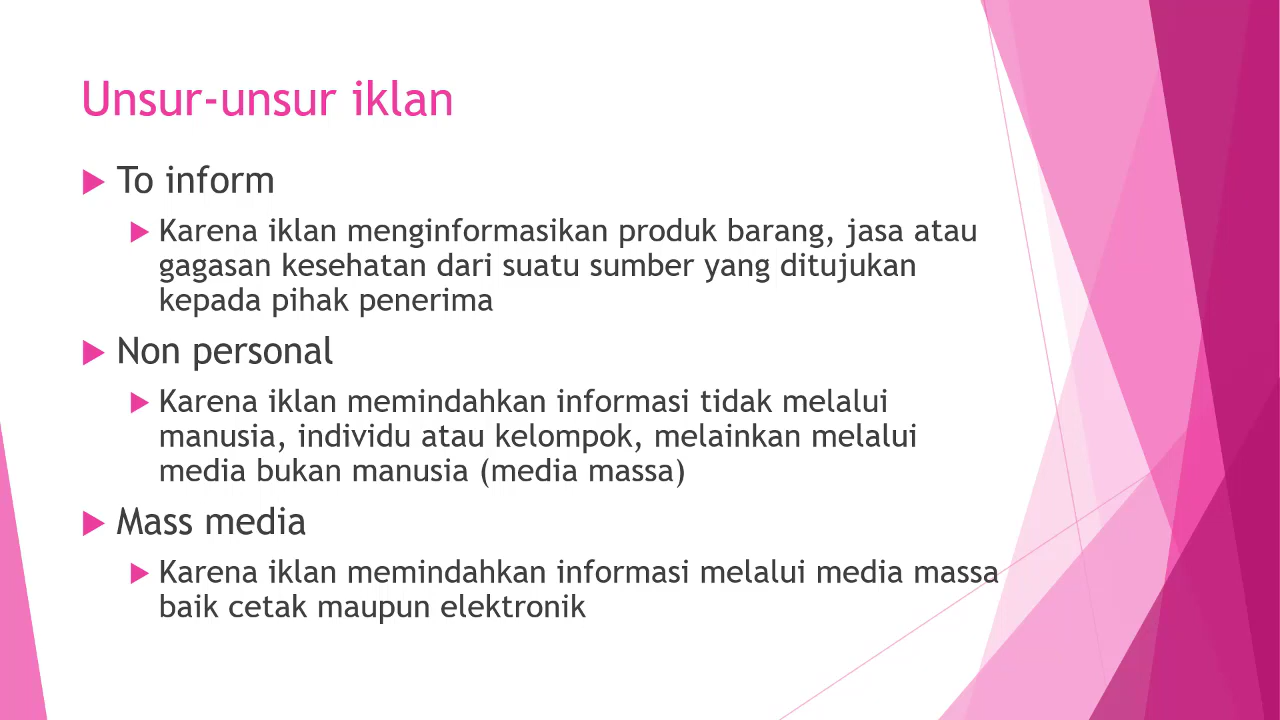 Unsur-unsur iklan
To inform
Karena iklan menginformasikan produk barang, jasa atau
gagasan kesehatan dari suatu sumber yang ditujukan
kepada pihak penerima
Non personal
Karena iklan memindahkan informasi tidak melalui
manusia, individu atau kelompok, melainkan melalui
media bukan manusia (media massa)
Mass media
Karena iklan memindahkan informasi melalui media massa
baik cetak maupun elektronik